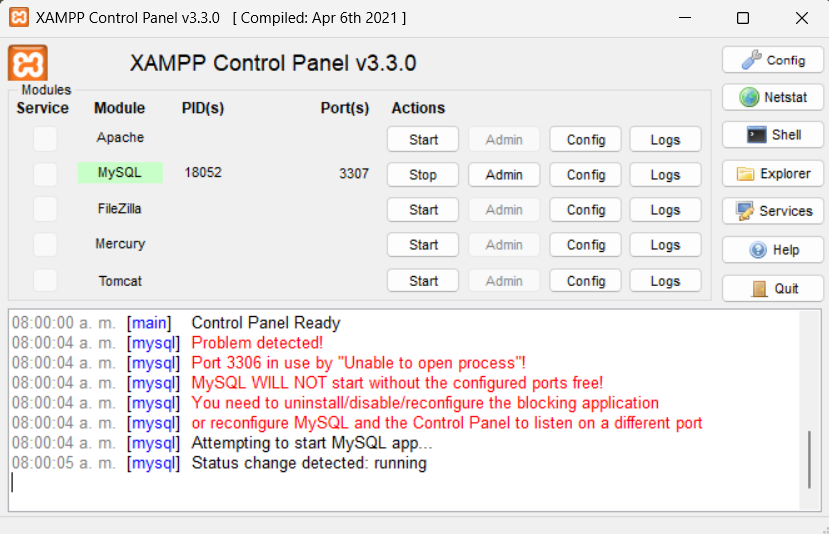 XAMPP Control Panel v3.3.0 [ Compiled: Apr 6th 2021 ]
XAMPP Control Panel v3.3.0
Modules
Service Module PID(s) Port(s) Actions
Apache Start Admin Config Logs
MySQL 18052 3307 Stop Admin Config Logs
FileZilla Start Admin Config Logs
Mercury Start Admin Config Logs
Tomcat Start Admin Config Logs
Config
Netstat
Shell
Explorer
Services
Help
Quit
08:00:00 a. m. [main] Control Panel Ready
08:00:04 a. m. [mysql] Problem detected!
08:00:04 a. m. [mysql] Port 3306 in use by "Unable to open process"!
08:00:04 a. m. [mysql] MySQL WILL NOT start without the configured ports free!
08:00:04 a. m. [mysql] You need to uninstall/disable/reconfigure the blocking application
08:00:04 a. m. [mysql] or reconfigure MySQL and the Control Panel to listen on a different port
08:00:04 a. m. [mysql] Attempting to start MySQL app...
08:00:05 a. m. [mysql] Status change detected: running